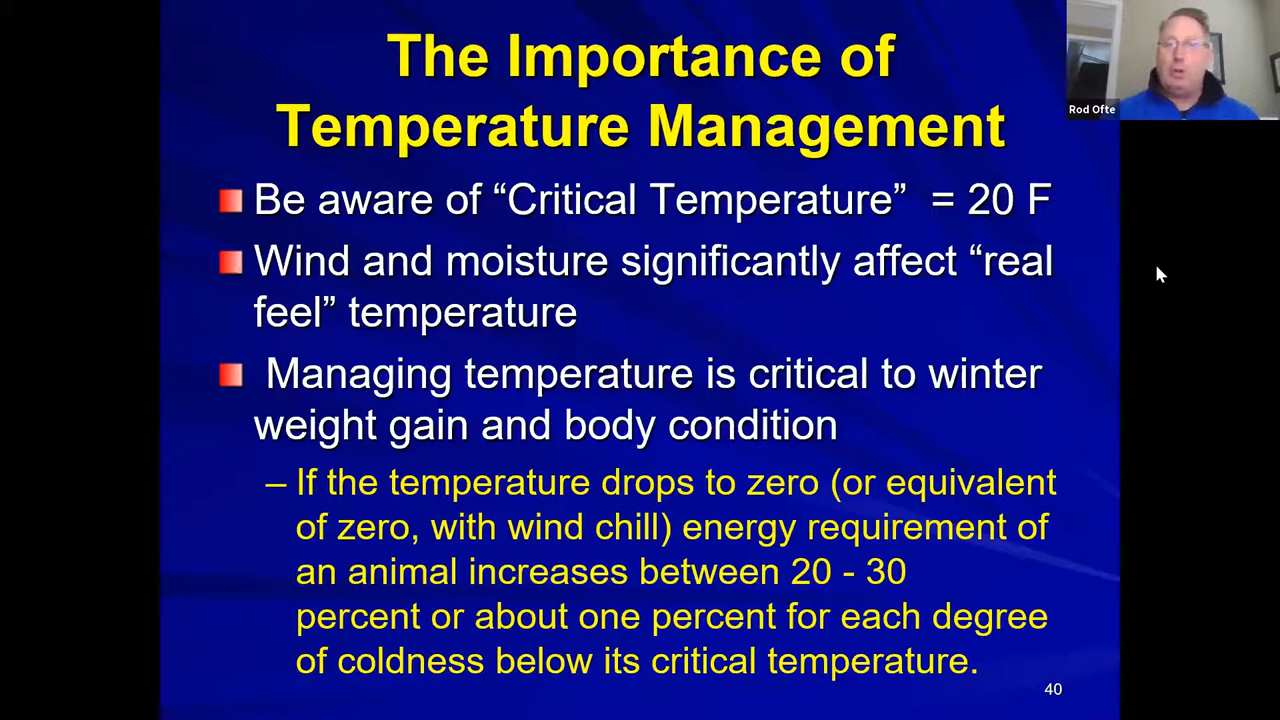 The Importance of
Temperature Management
Be aware of “Critical Temperature” = 20 F
Wind and moisture significantly affect “real
feel” temperature
Managing temperature is critical to winter
weight gain and body condition
– If the temperature drops to zero (or equivalent
of zero, with wind chill) energy requirement of
an animal increases between 20 - 30
percent or about one percent for each degree
of coldness below its critical temperature.
40
Rod Ofte